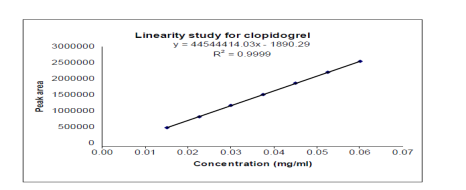 Linearity study for clopidogrel
y = 44544414.03x - 1890.29
R² = 0.9999
3000000
2500000
2000000
1500000
1000000
500000
0
Peak area
0.00 0.01 0.02 0.03 0.04 0.05 0.06 0.07
Concentration (mg/ml)